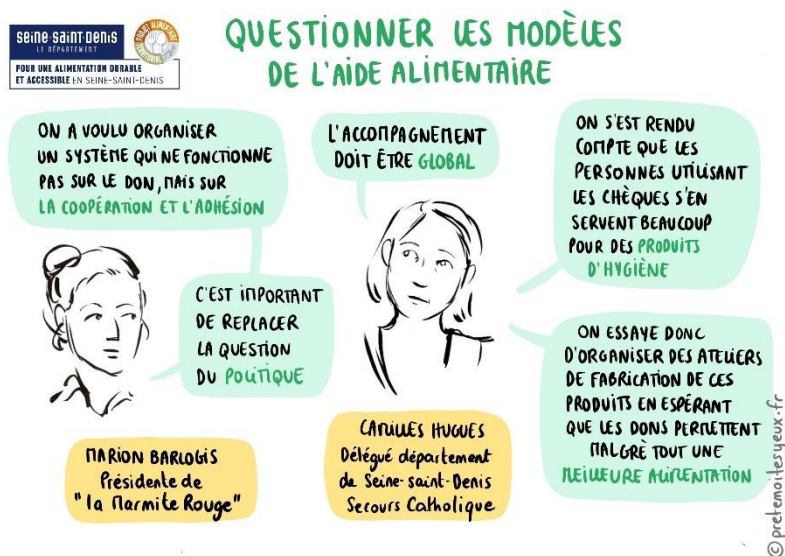 seine-saint-denis
LE DÉPARTEMENT
PROJET ALIMENTAIRE
TERRITORIAL
POUR UNE ALIMENTATION DURABLE
ET ACCESSIBLE EN SEINE-SAINT-DENIS
QUESTIONNER LES MODÈLES
DE L'AIDE ALIMENTAIRE
ON A VOULU ORGANISER
UN SYSTÈME QUI NE FONCTIONNE
PAS SUR LE DON, MAIS SUR
LA COOPÉRATION ET L'ADHÉSION
C'EST IMPORTANT
DE REPLACER
LA QUESTION
DU POLITIQUE
MARION BARLOGIS
Présidente de
"la Marmite Rouge"
L'ACCOMPAGNEMENT
DOIT ÊTRE GLOBAL
CAMILLES HUGUES
Délégué département
de Seine-saint-Denis
Secours Catholique
ON S'EST RENDU
COMPTE QUE LES
PERSONNES UTILISANT
LES CHÈQUES S'EN
SERVENT BEAUCOUP
POUR DES PRODUITS
D'HYGIÈNE
ON ESSAYE DONC
D'ORGANISER DES ATELIERS
DE FABRICATION DE CES
PRODUITS EN ESPÉRANT
QUE LES DONS PERMETTENT
MALGRÈ TOUT UNE
MEILLEURE ALIMENTATION
© pretemoitesyeux.fr